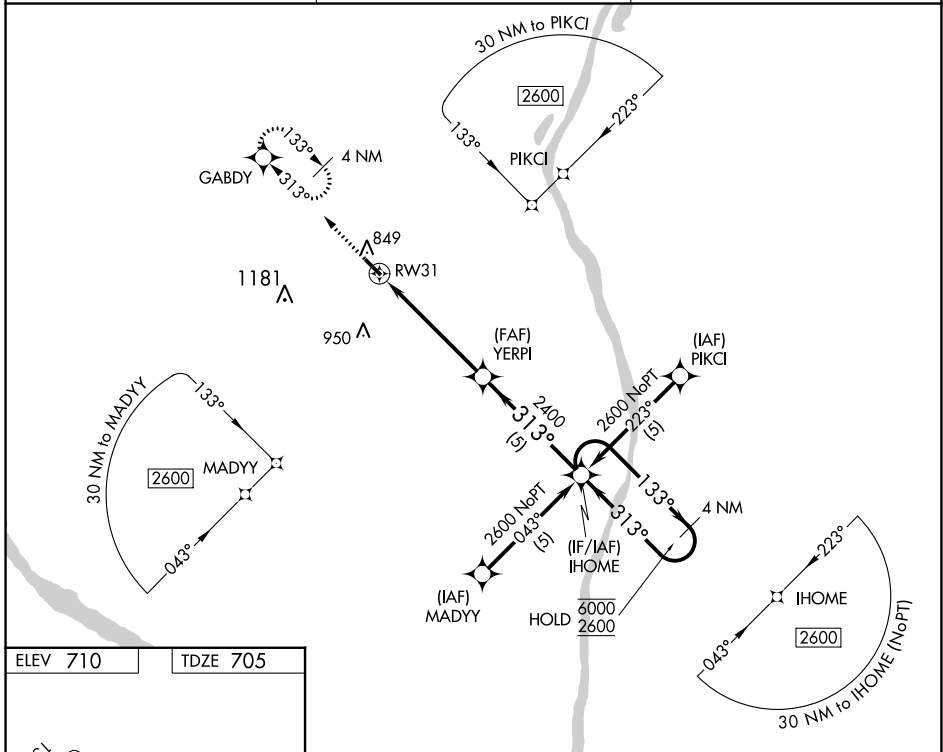 30 NM to PIKCI
2600
133°
223°
PIKCI
133°
4 NM
313°
GABDY
849
RW31
1181
950
(FAF)
YERPI
(IAF)
PIKCI
2400
313°
(5)
2600 NoPT
223°
(5)
30 NM to MADYY
133°
2600
MADYY
043°
2600 NoPT
043°
(5)
133°
4 NM
313°
(IF/IAF)
IHOME
(IAF)
MADYY
HOLD
6000
2600
223°
IHOME
2600
043°
30 NM to IHOME (NoPT)
ELEV 710
TDZE 705